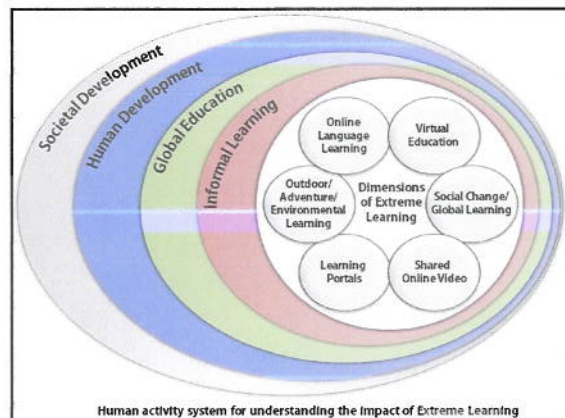 Societal Development
Human Development
Global Education
Informal Learning
Online
Language
Learning
Virtual
Education
Outdoor/
Adventure/
Environmental
Learning
Dimensions
of Extreme
Learning
Social Change/
Global Learning
Learning
Portals
Shared
Online Video
Human activity system for understanding the impact of Extreme Learning